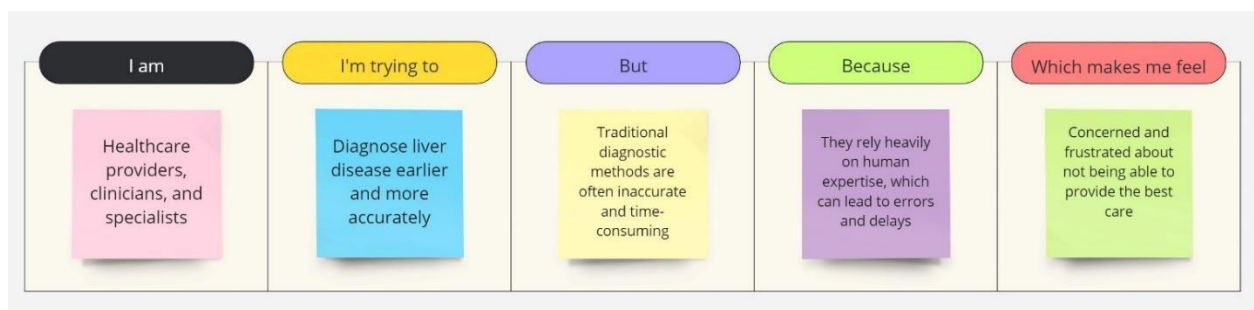 I am
I'm trying to
But
Because
Which makes me feel
Healthcare
providers,
clinicians, and
specialists
Diagnose liver
disease earlier
and more
accurately
Traditional
diagnostic
methods are
often inaccurate
and time-
consuming
They rely heavily
on human
expertise, which
can lead to errors
and delays
Concerned and
frustrated about
not being able to
provide the best
care